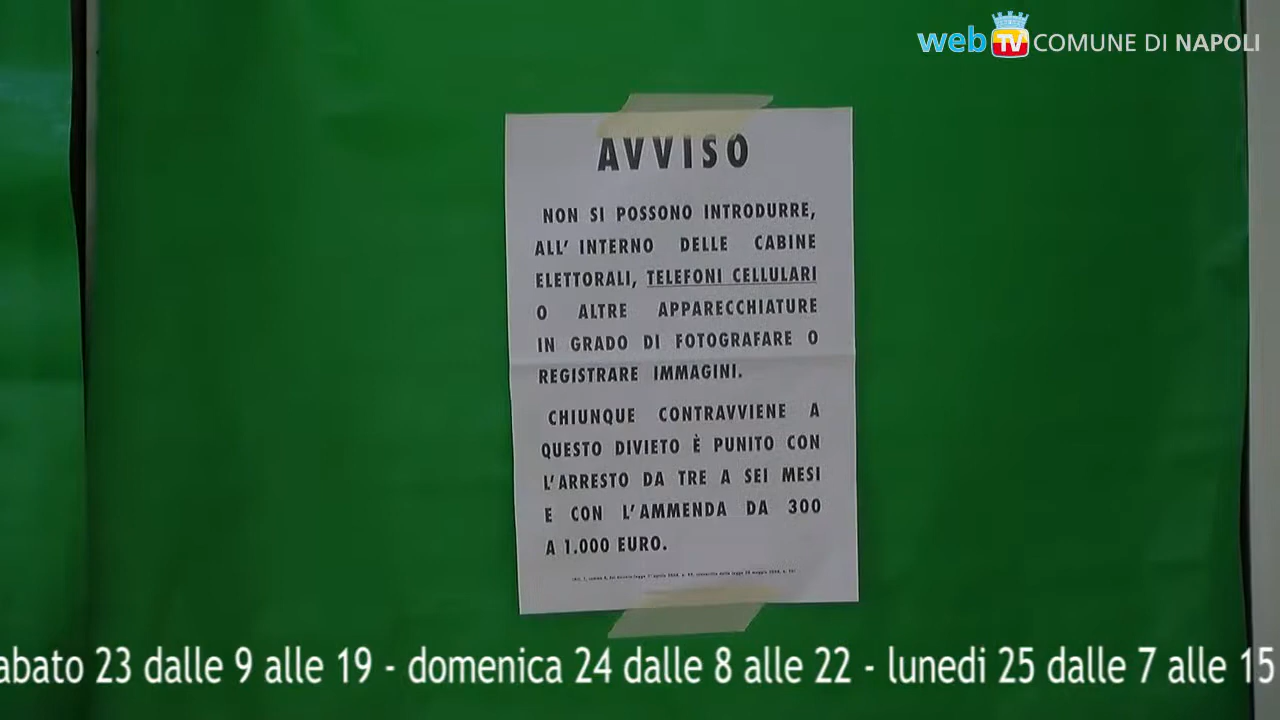 web TV COMUNE DI NAPOLI
AVVISO
NON SI POSSONO INTRODURRE,
ALL' INTERNO DELLE CABINE
ELETTORALI, TELEFONI CELLULARI
O ALTRE APPARECCHIATURE
IN GRADO DI FOTOGRAFARE O
REGISTRARE IMMAGINI.
CHIUNQUE CONTRAVVIENE A
QUESTO DIVIETO È PUNITO CON
L'ARRESTO DA TRE A SEI MESI
E CON L'AMMENDA DA 300
A 1.000 EURO.
abato 23 dalle 9 alle 19 - domenica 24 dalle 8 alle 22 - lunedi 25 dalle 7 alle 15